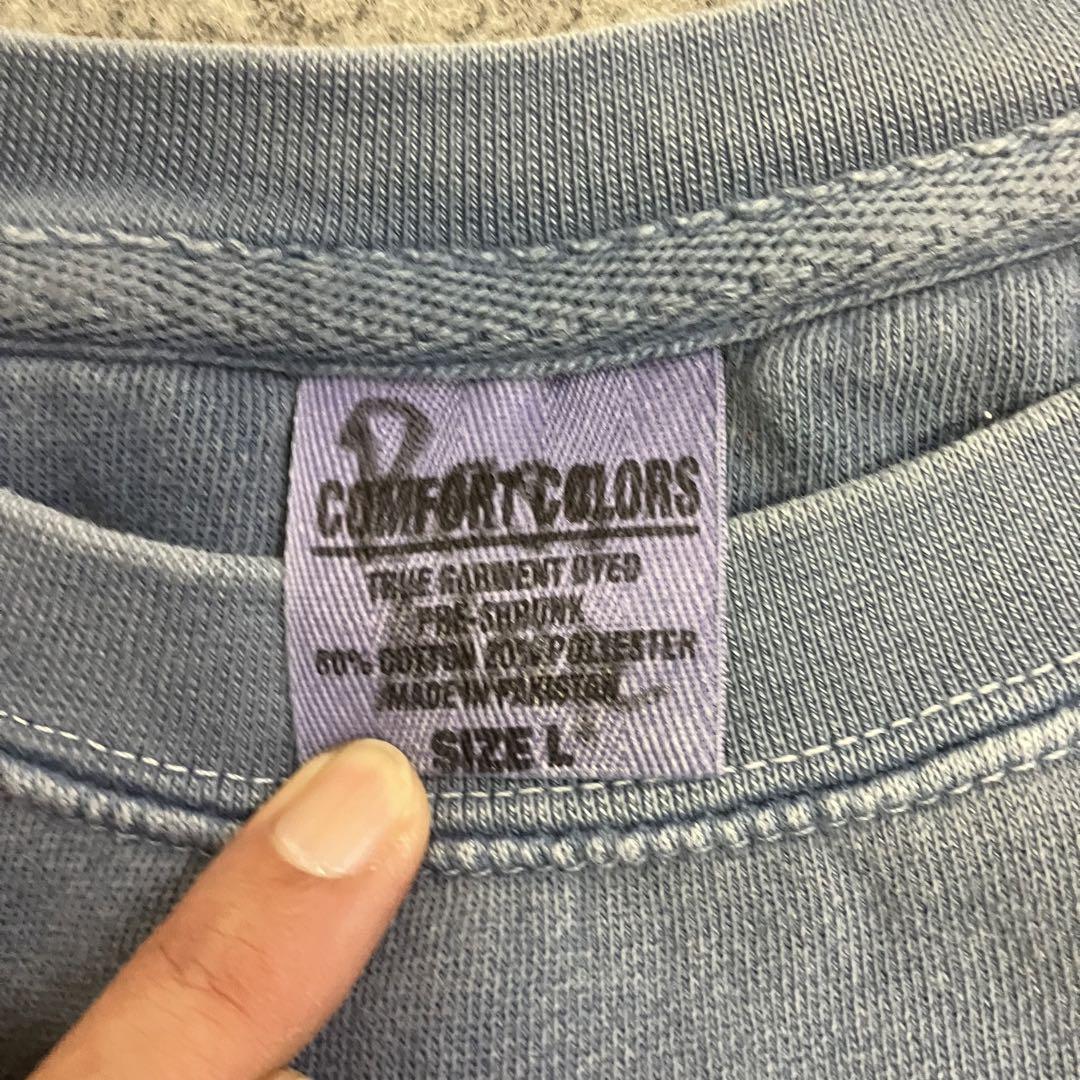 COMFORT COLORS
TRUE GARMENT DYED
PRE-SHRUNK
80% COTTON 20% POLYESTER
MADE IN PAKISTAN
SIZE L